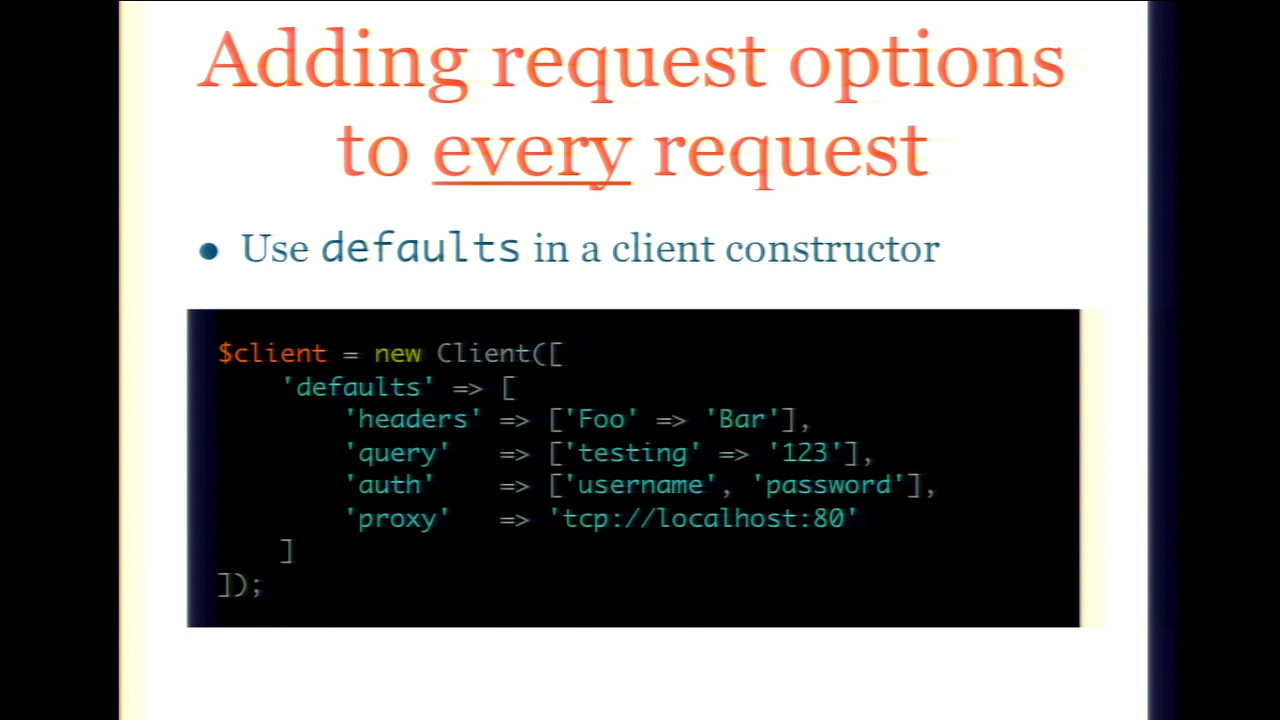 Adding request options
to every request
• Use defaults in a client constructor
$client = new Client([
    'defaults' => [
        'headers' => ['Foo' => 'Bar'],
        'query'   => ['testing' => '123'],
        'auth'    => ['username', 'password'],
        'proxy'   => 'tcp://localhost:80'
    ]
]);